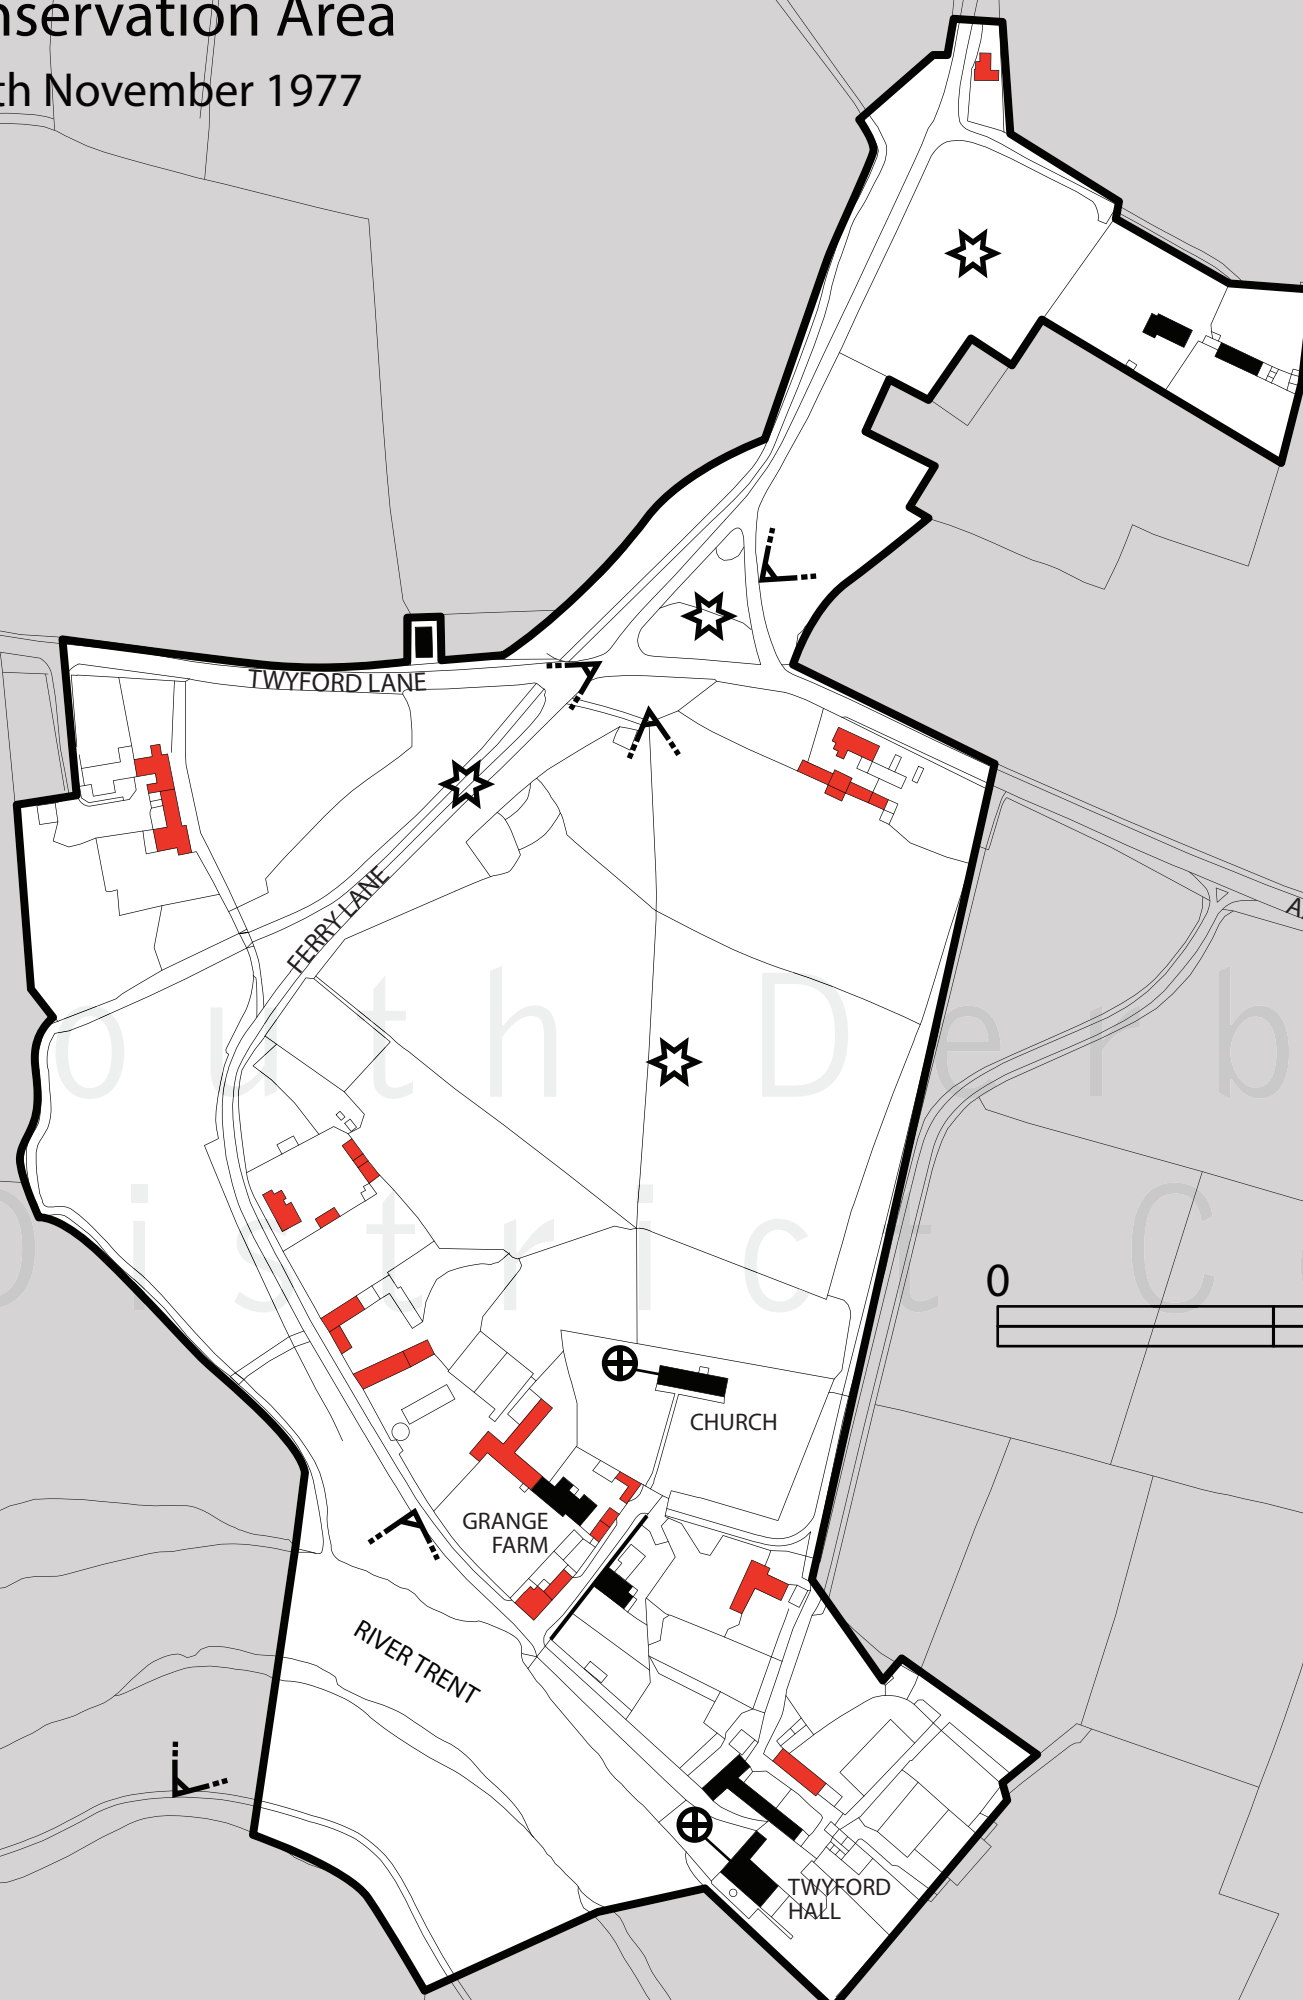 nservation Area
th November 1977
TWYFORD LANE
FERRY LANE
A
outh Derb
0
District C
CHURCH
GRANGE
FARM
RIVER TRENT
TWYFORD
HALL